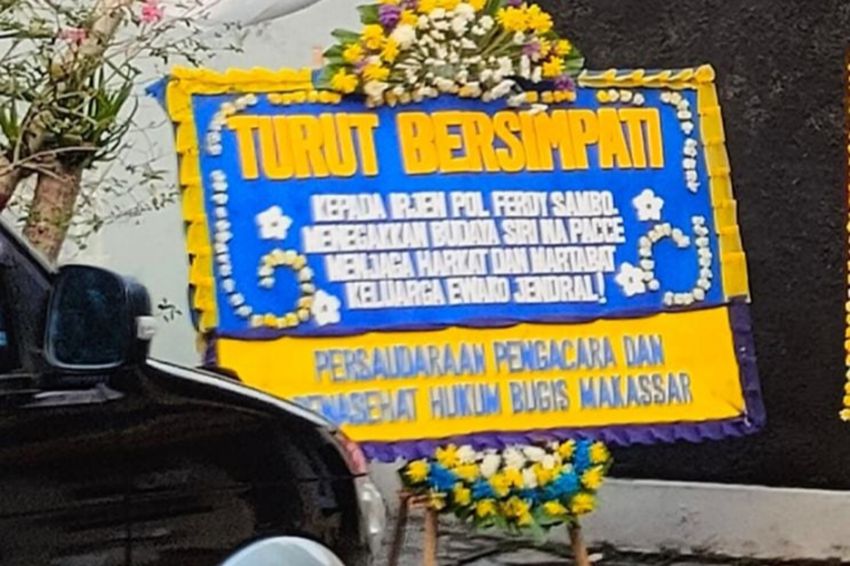 TURUT BERSIMPATI
KEPADA IRJEN POL. FERDY SAMBO.
MENEGAKKAN BUDAYA SIRI NA PACCE
MENJAGA HARKAT DAN MARTABAT
KELUARGA EWAKO JENDRAL!
PERSAUDARAAN PENGACARA DAN
PENASEHAT HUKUM BUGIS MAKASSAR